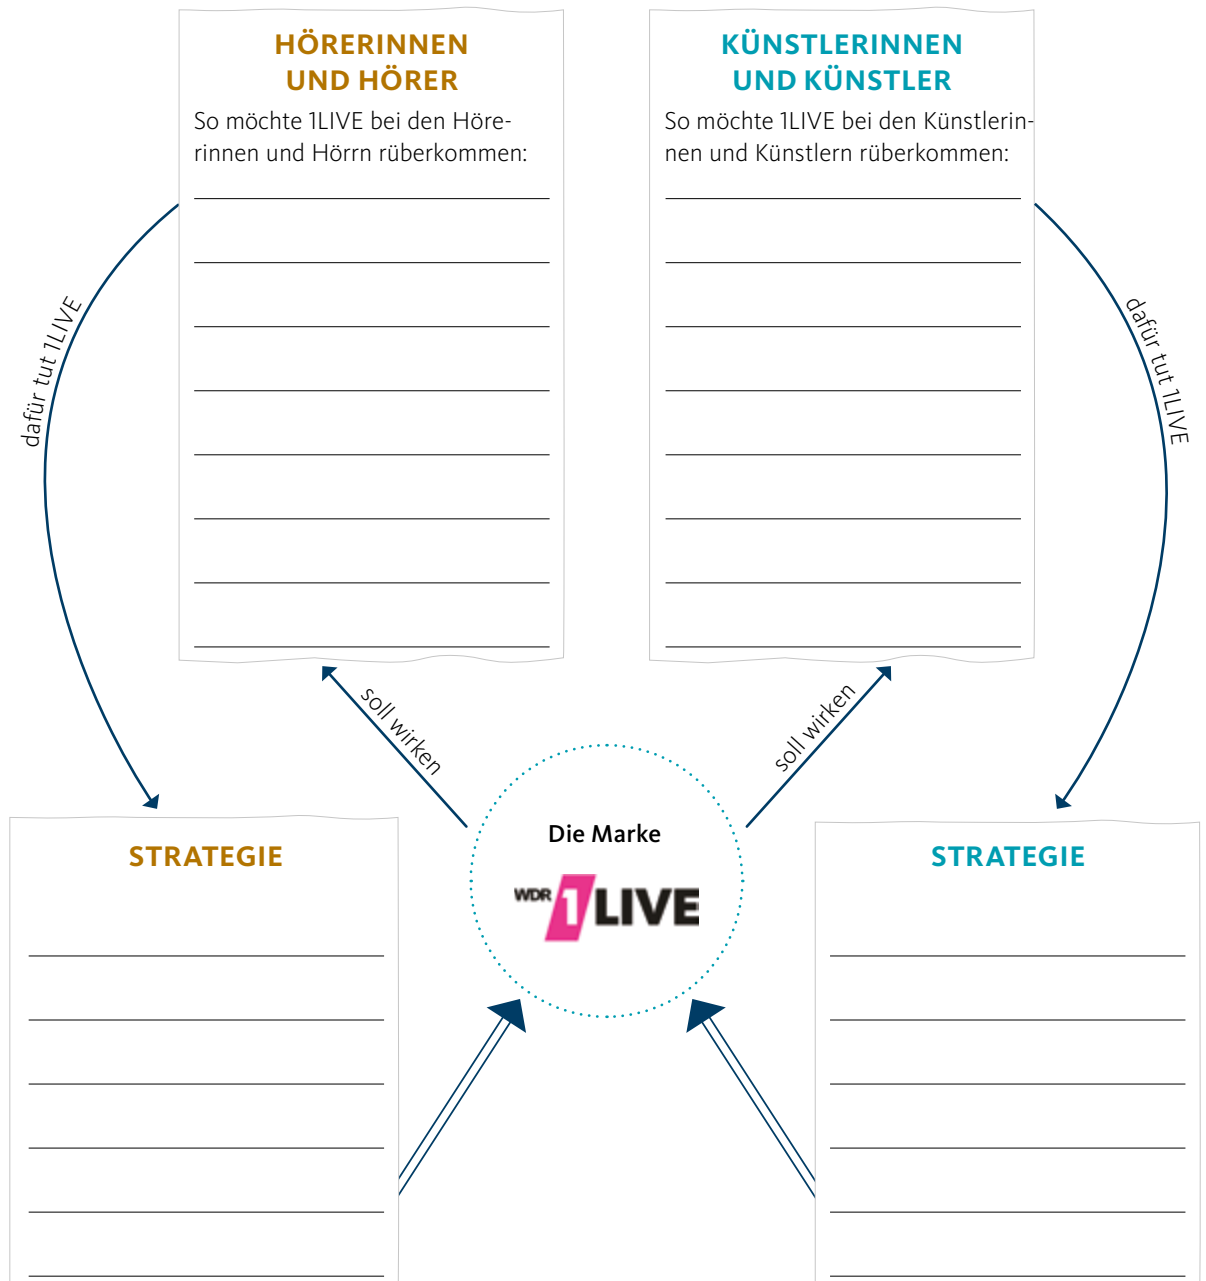 HÖRERINNEN
UND HÖRER
So möchte 1LIVE bei den Höre-
rinnen und Hörrn rüberkommen:
KÜNSTLERINNEN
UND KÜNSTLER
So möchte 1LIVE bei den Künstlerin-
nen und Künstlern rüberkommen:
dafür tut 1LIVE
dafür tut 1LIVE
soll wirken
soll wirken
Die Marke
WDR 1LIVE
STRATEGIE
STRATEGIE